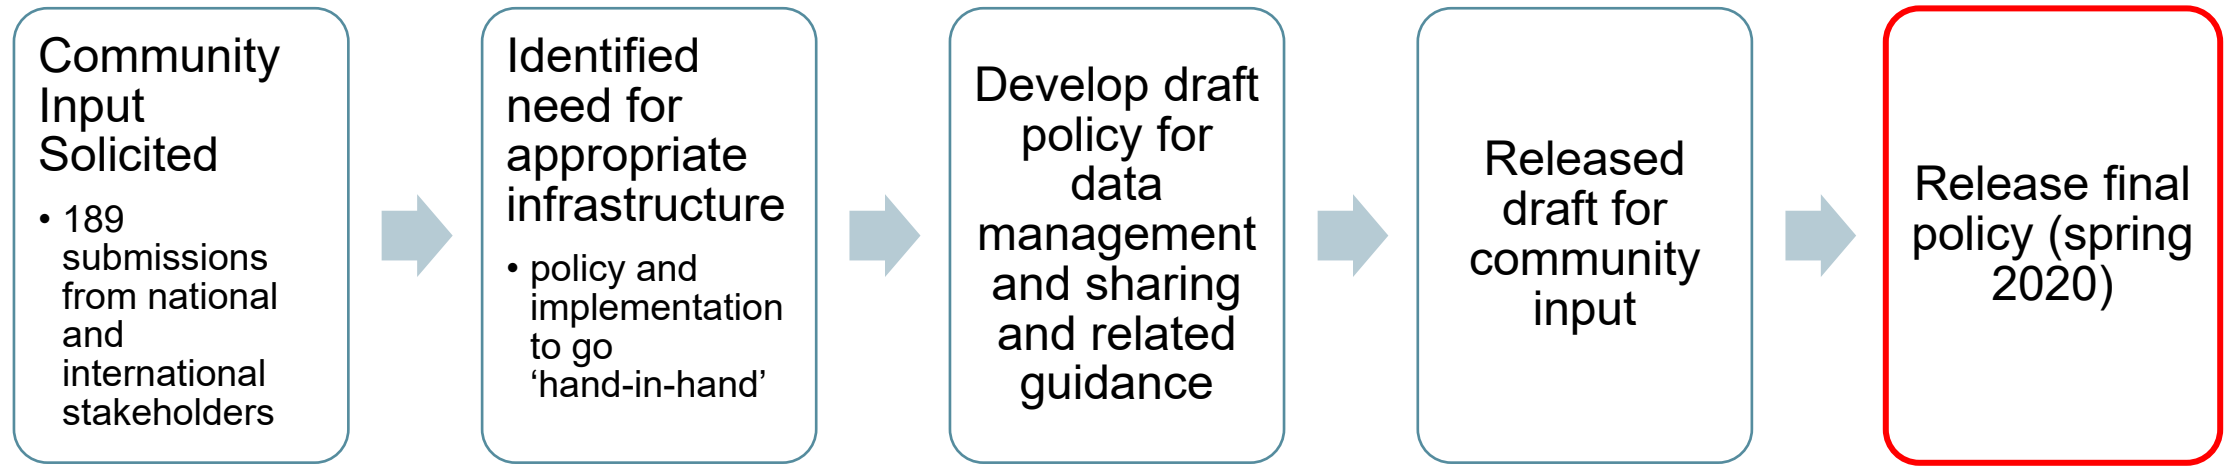 Community
Input
Solicited
• 189
submissions
from national
and
international
stakeholders
Identified
need for
appropriate
infrastructure
• policy and
implementation
to go
‘hand-in-hand’
Develop draft
policy for
data
management
and sharing
and related
guidance
Released
draft for
community
input
Release final
policy (spring
2020)